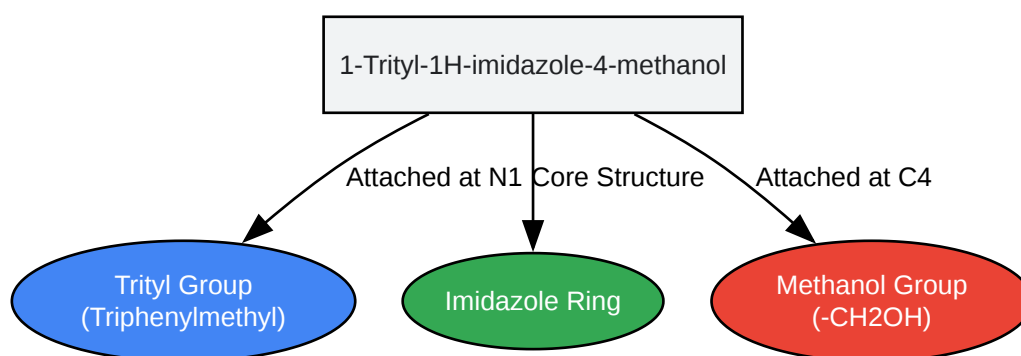 1-Trityl-1H-imidazole-4-methanol
Attached at N1
Core Structure
Attached at C4
Trityl Group
(Triphenylmethyl)
Imidazole Ring
Methanol Group
(-CH2OH)